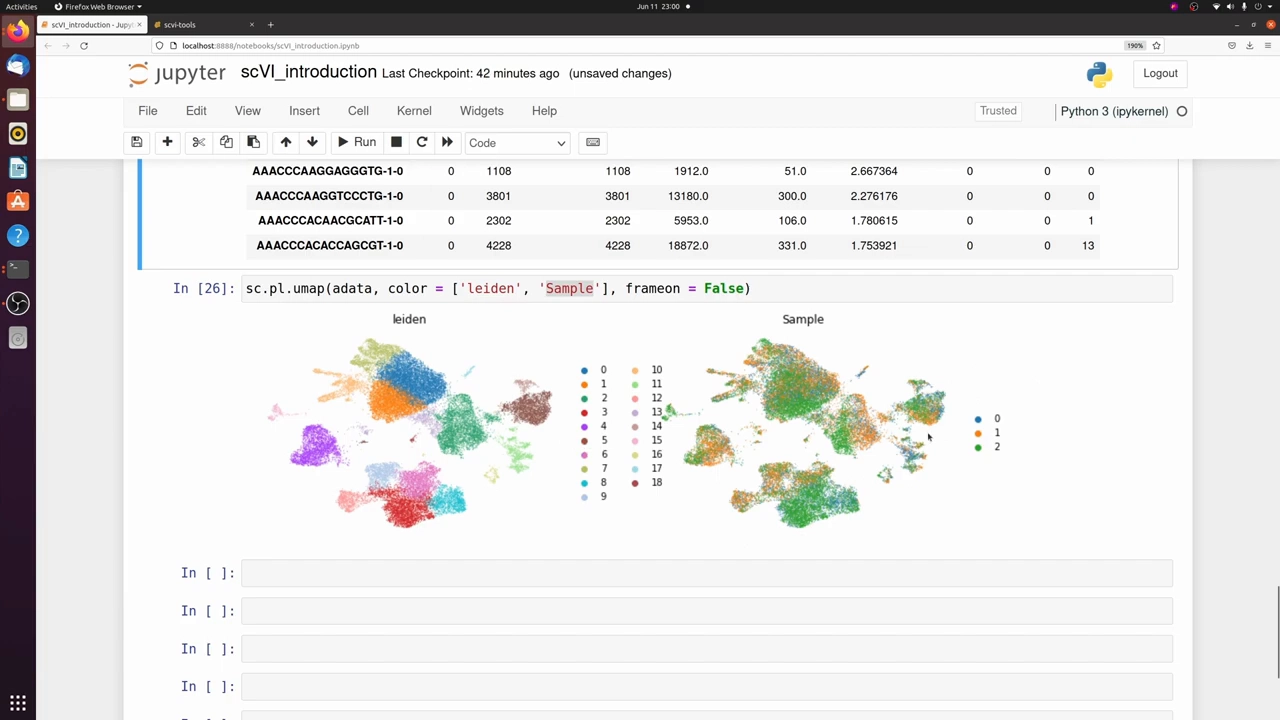 Activities Firefox Web Browser Jun 11 23:00
scVI_introduction - Jupyt scvi-tools
localhost:8888/notebooks/scVI_introduction.ipynb 190%
jupyter scVI_introduction Last Checkpoint: 42 minutes ago (unsaved changes) Logout
File Edit View Insert Cell Kernel Widgets Help Trusted Python 3 (ipykernel)
Run Code
AAACCCAAGGAGGGTG-1-0 0 1108 1108 1912.0 51.0 2.667364 0 0 0
AAACCCAAGGTCCCTG-1-0 0 3801 3801 13180.0 300.0 2.276176 0 0 0
AAACCCACAACGCATT-1-0 0 2302 2302 5953.0 106.0 1.780615 0 0 1
AAACCCACACCAGCGT-1-0 0 4228 4228 18872.0 331.0 1.753921 0 0 13
In [26]: sc.pl.umap(adata, color = ['leiden', 'Sample'], frameon = False)
leiden Sample
0 10
1 11
2 12
3 13
4 14
5 15
6 16
7 17
8 18
9
0
1
2
In [ ]:
In [ ]:
In [ ]:
In [ ]: